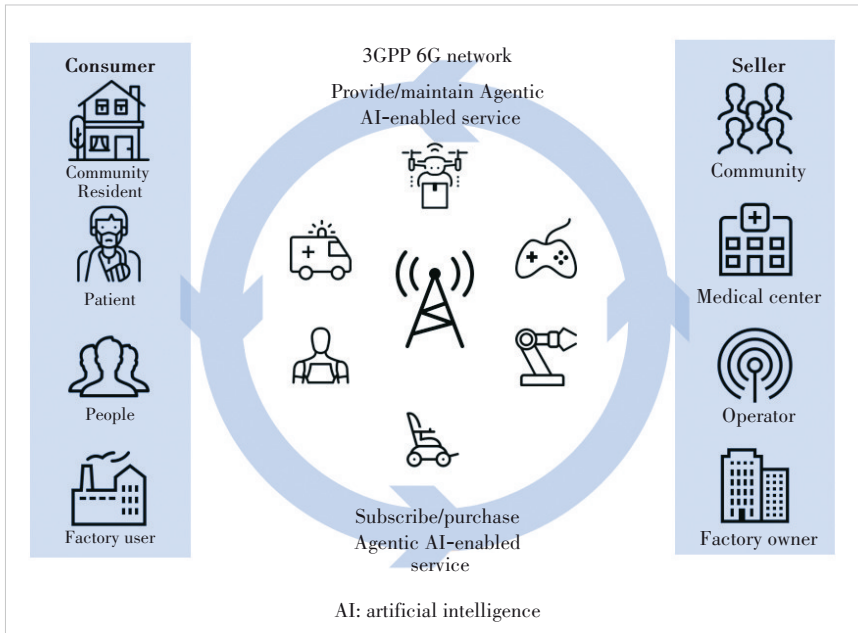 Consumer
Community
Resident
Patient
People
Factory user
3GPP 6G network
Provide/maintain Agentic
AI-enabled service
Subscribe/purchase
Agentic AI-enabled
service
Seller
Community
Medical center
Operator
Factory owner
AI: artificial intelligence